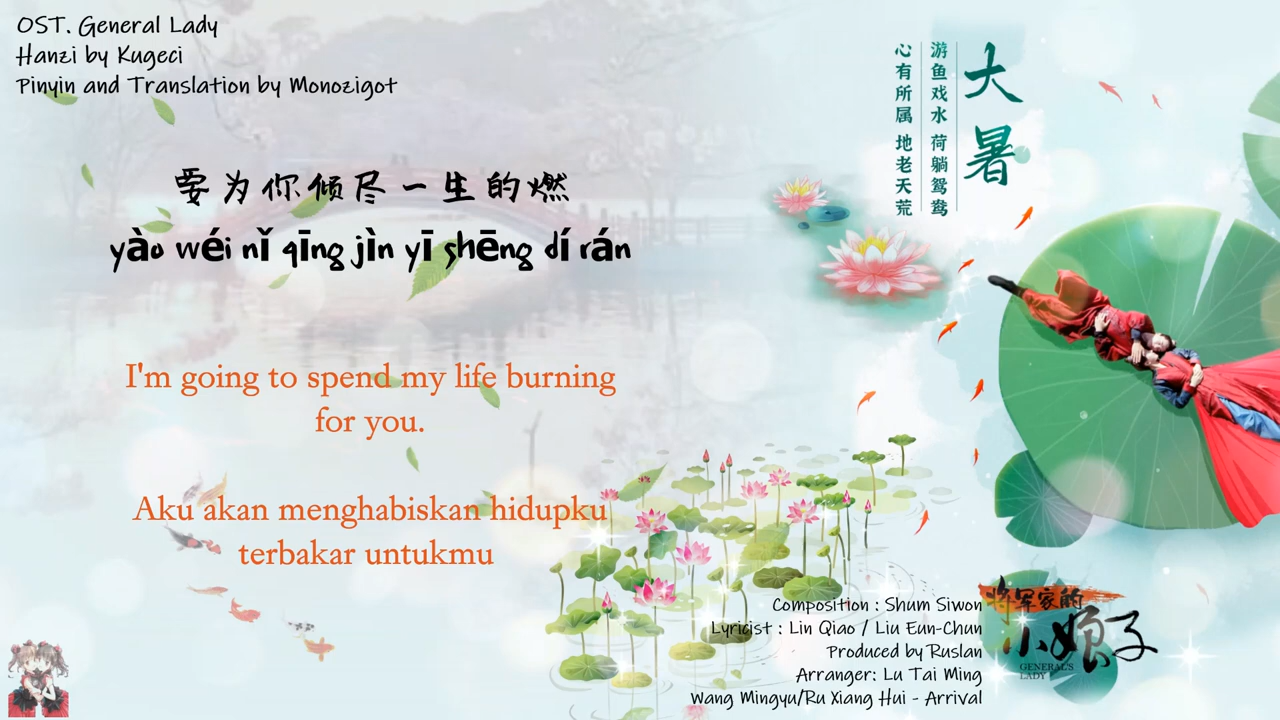 OST. General Lady
Hanzi by Kugeci
Pinyin and Translation by Monozigot
大暑
游鱼戏水 荷躺鸳鸯
心有所属 地老天荒
要为你倾尽一生的燃
yào wéi nǐ qīng jìn yī shēng dí rán
I'm going to spend my life burning
for you.
Aku akan menghabiskan hidupku
terbakar untukmu
Composition : Shum Siwon
Lyricist : Lin Qiao / Liu Eun-Chun
Produced by Ruslan
Arranger: Lu Tai Ming
Wang Mingyu/Ru Xiang Hui - Arrival
将军家的
小娘子
GENERAL'S
LADY